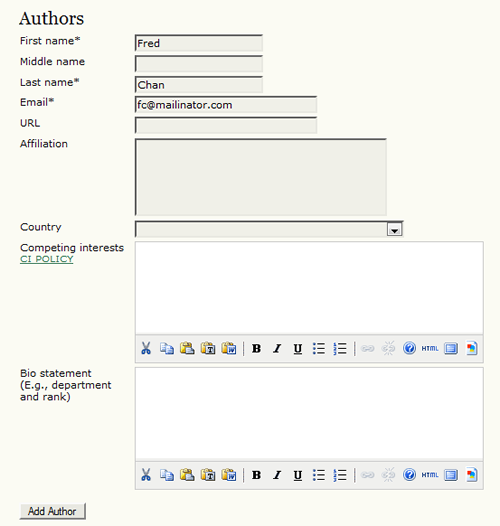 Authors
First name*
Fred
Middle name
Last name*
Chan
Email*
fc@mailinator.com
URL
Affiliation
Country
Competing interests
CI POLICY
B I U HTML
Bio statement
(E.g., department
and rank)
B I U HTML
Add Author